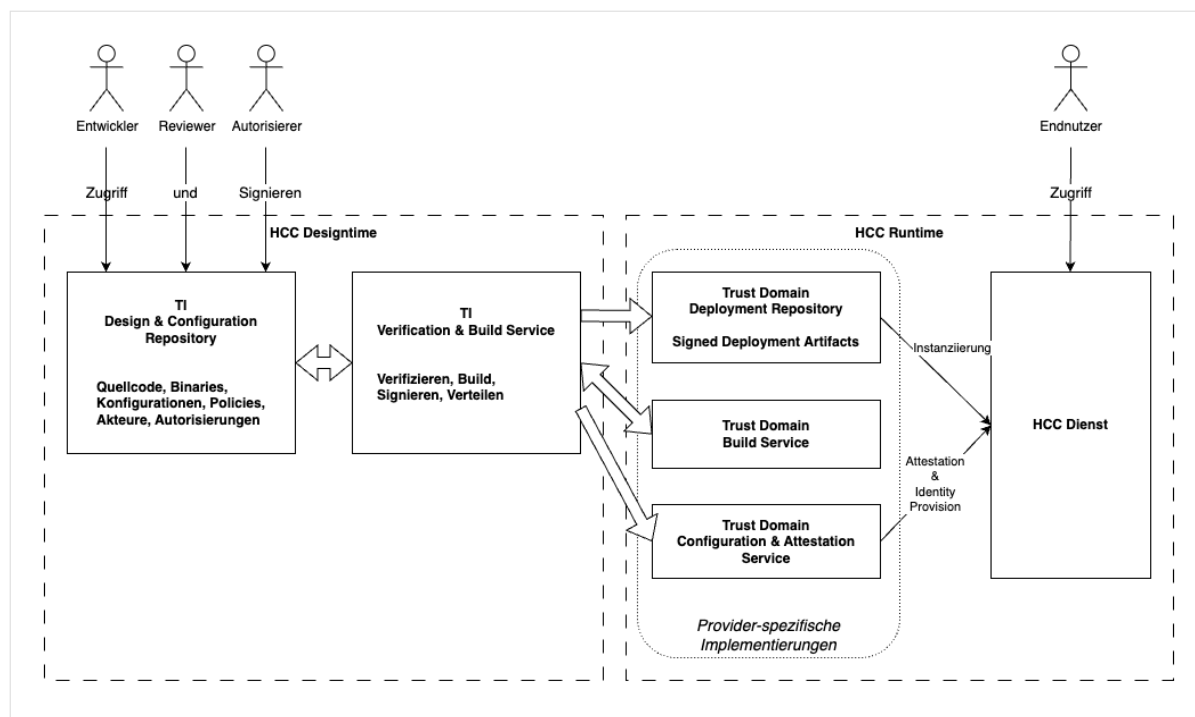 Entwickler
Reviewer
Autorisierer
Endnutzer
Zugriff
und
Signieren
Zugriff
HCC Designtime
HCC Runtime
TI
Design & Configuration
Repository
Quellcode, Binaries,
Konfigurationen, Policies,
Akteure, Autorisierungen
TI
Verification & Build Service
Verifizieren, Build,
Signieren, Verteilen
Trust Domain
Deployment Repository
Signed Deployment Artifacts
Trust Domain
Build Service
Trust Domain
Configuration & Attestation
Service
Provider-spezifische
Implementierungen
Instanziierung
Attestation
&
Identity
Provision
HCC Dienst